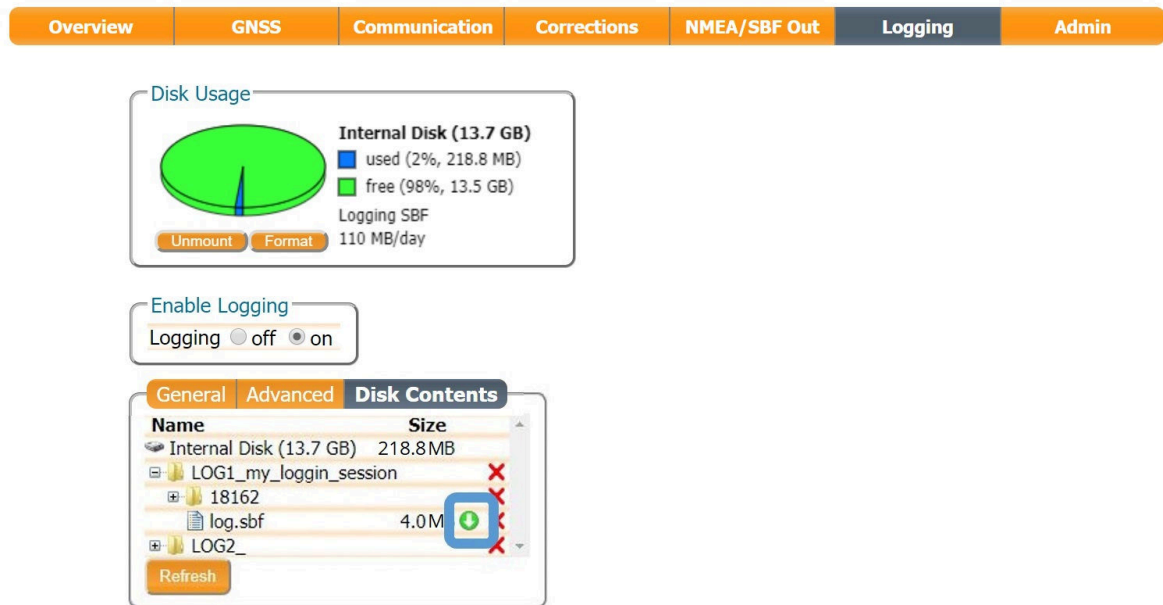 Overview GNSS Communication Corrections NMEA/SBF Out Logging Admin
Disk Usage
Internal Disk (13.7 GB)
used (2%, 218.8 MB)
free (98%, 13.5 GB)
Logging SBF
Unmount Format 110 MB/day
Enable Logging
Logging off on
General Advanced Disk Contents
Name Size
Internal Disk (13.7 GB) 218.8MB
LOG1_my_loggin_session
18162
log.sbf 4.0M
LOG2_
Refresh